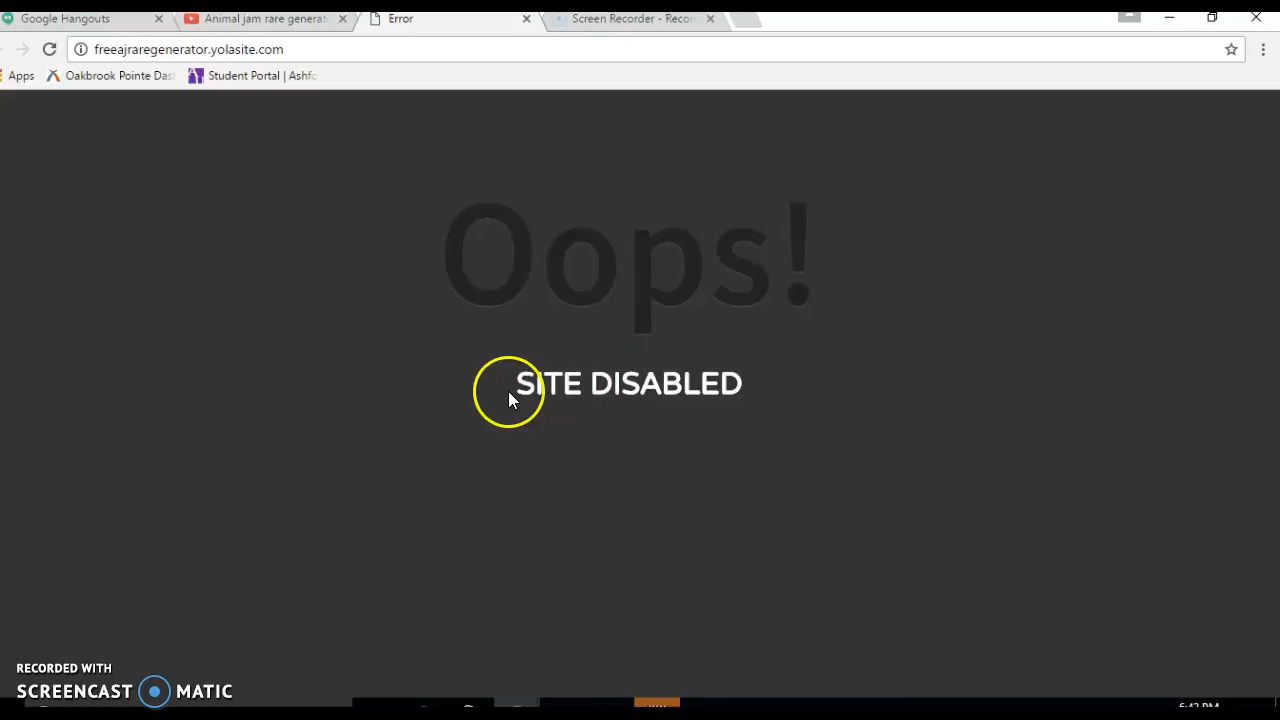 Google Hangouts
Animal jam rare generat
Error
Screen Recorder - Recor
freeajraregenerator.yolasite.com
Apps
Oakbrook Pointe Das
Student Portal | Ashfo
Oops!
SITE DISABLED
RECORDED WITH
SCREENCAST MATIC